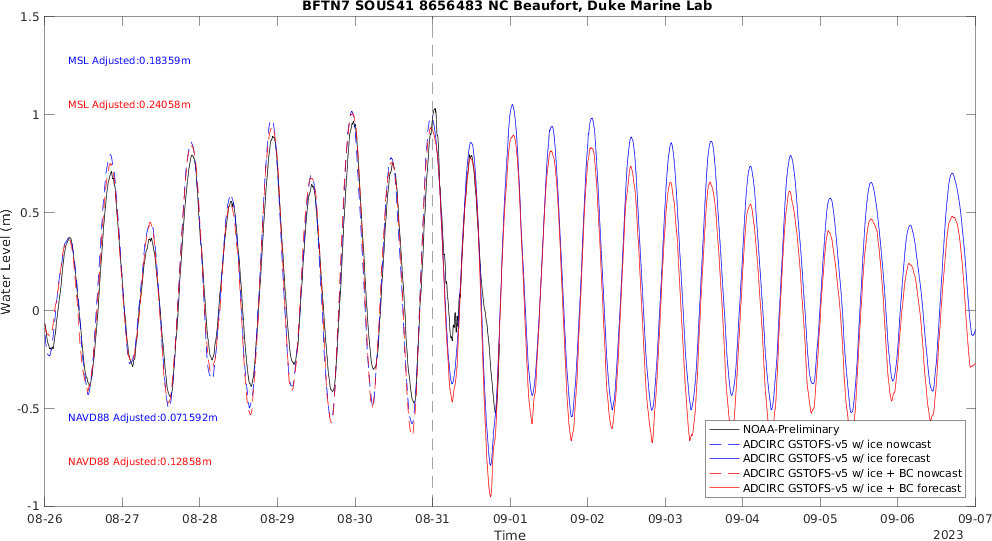 BFTN7 SOUS41 8656483 NC Beaufort, Duke Marine Lab
1.5
MSL Adjusted:0.18359m
MSL Adjusted:0.24058m
1
0.5
0
-0.5
-1
Water Level (m)
NAVD88 Adjusted:0.071592m
NAVD88 Adjusted:0.12858m
NOAA-Preliminary
ADCIRC GSTOFS-v5 w/ ice nowcast
ADCIRC GSTOFS-v5 w/ ice forecast
ADCIRC GSTOFS-v5 w/ ice + BC nowcast
ADCIRC GSTOFS-v5 w/ ice + BC forecast
08-26 08-27 08-28 08-29 08-30 08-31 09-01 09-02 09-03 09-04 09-05 09-06 09-07
Time
2023